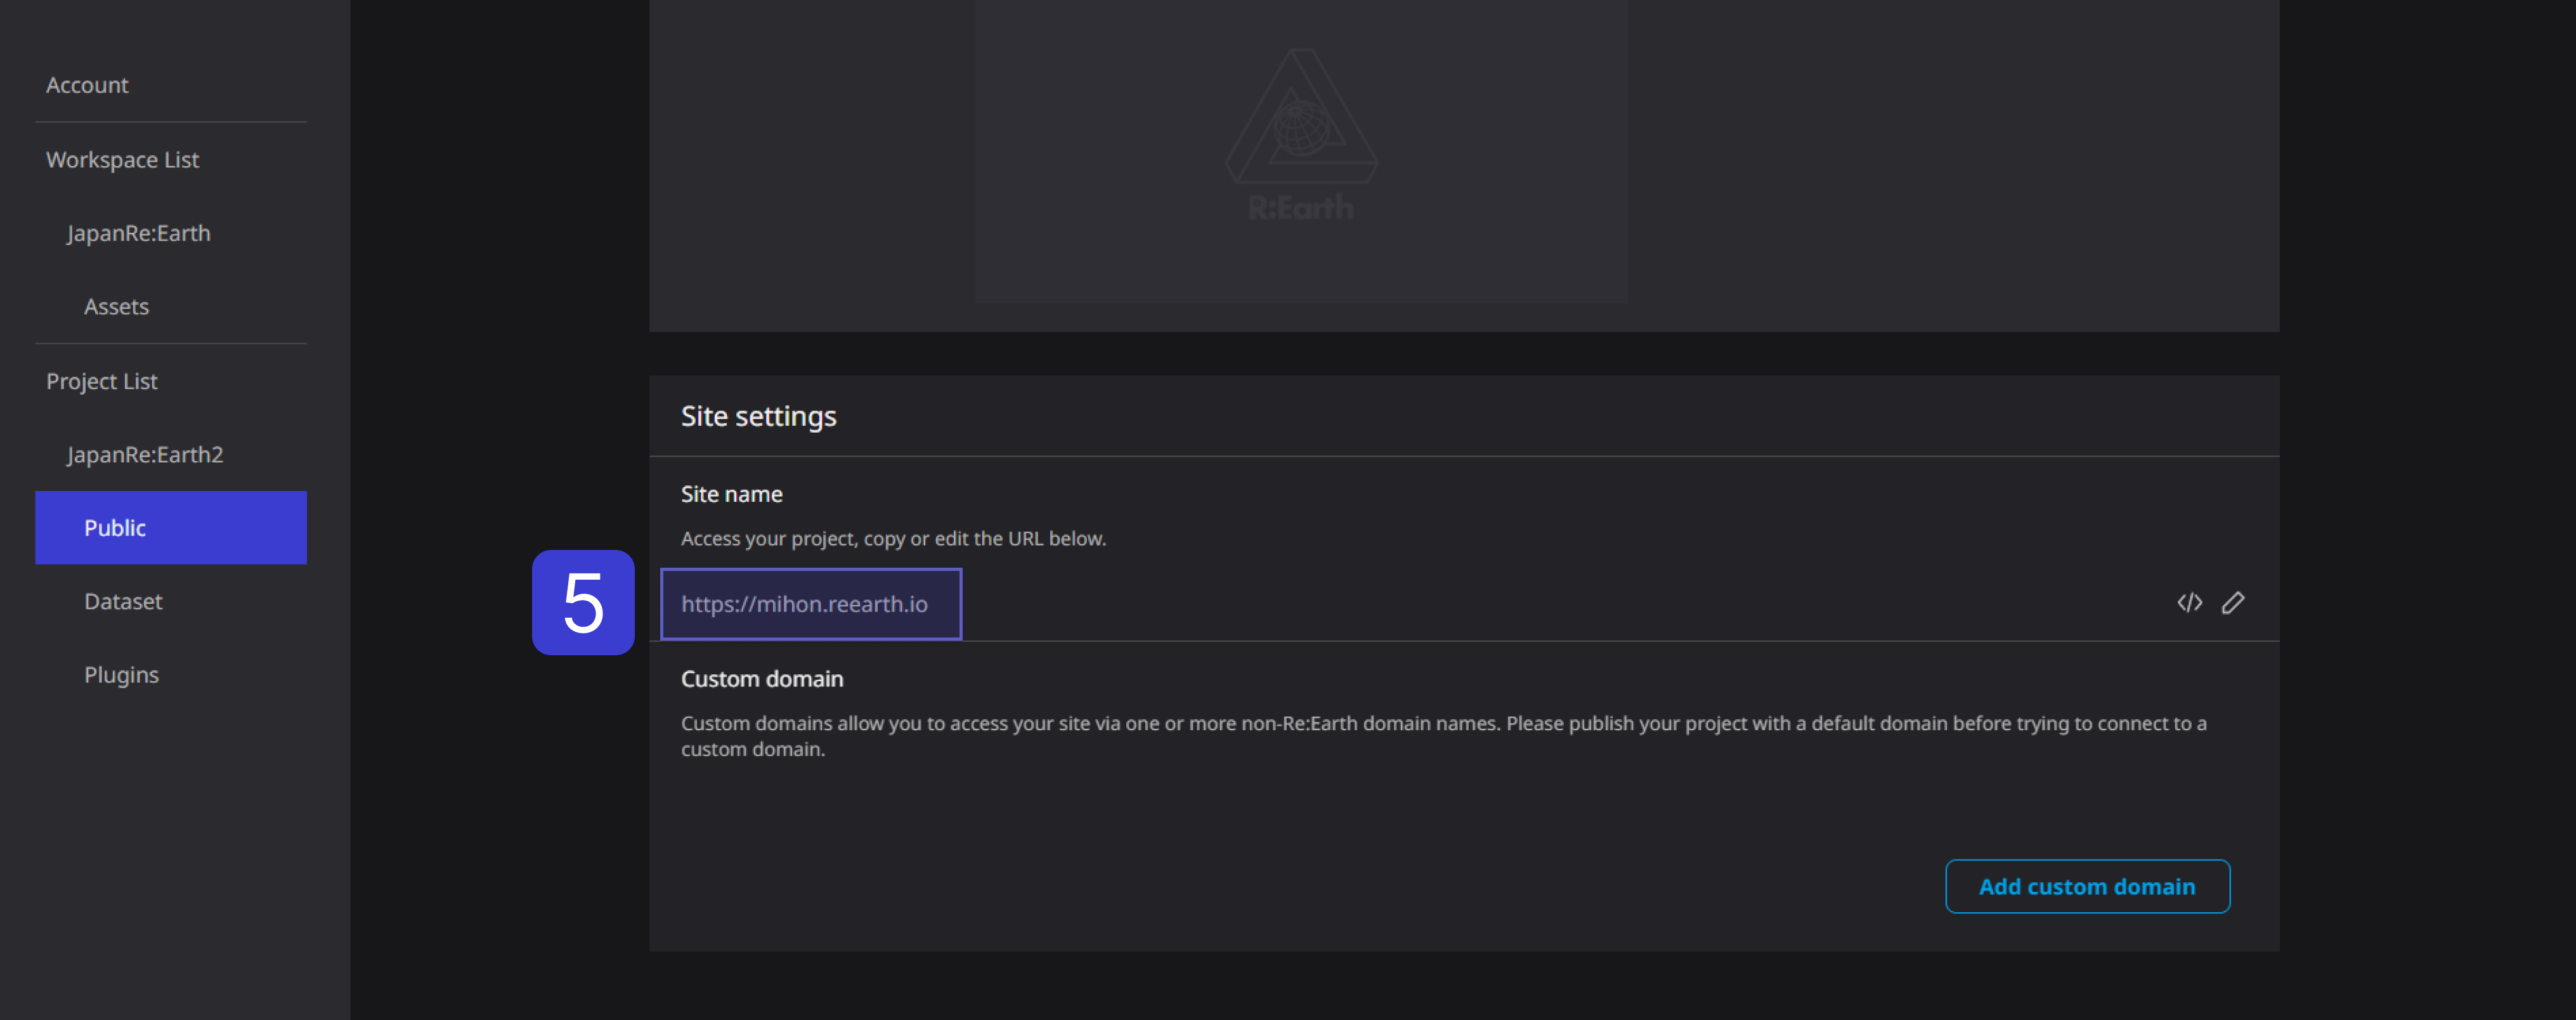 Account
Workspace List
JapanRe:Earth
Assets
Project List
JapanRe:Earth2
Public
Dataset
Plugins
R:Earth
Site settings
Site name
Access your project, copy or edit the URL below.
5
https://mihon.reearth.io
Custom domain
Custom domains allow you to access your site via one or more non-Re:Earth domain names. Please publish your project with a default domain before trying to connect to a
custom domain.
Add custom domain